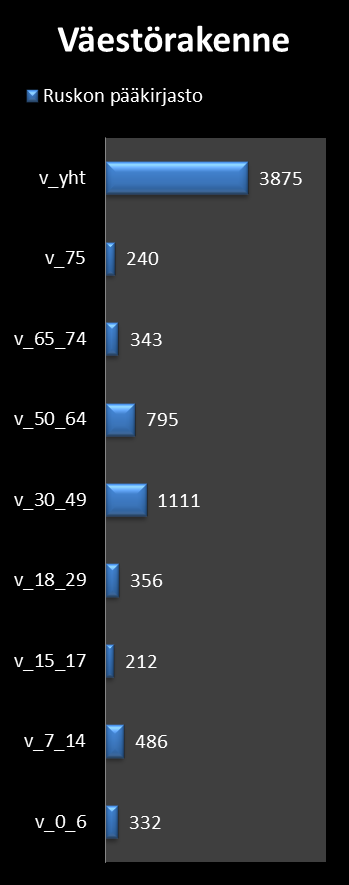 Väestörakenne
Ruskon pääkirjasto
v_yht 3875
v_75 240
v_65_74 343
v_50_64 795
v_30_49 1111
v_18_29 356
v_15_17 212
v_7_14 486
v_0_6 332